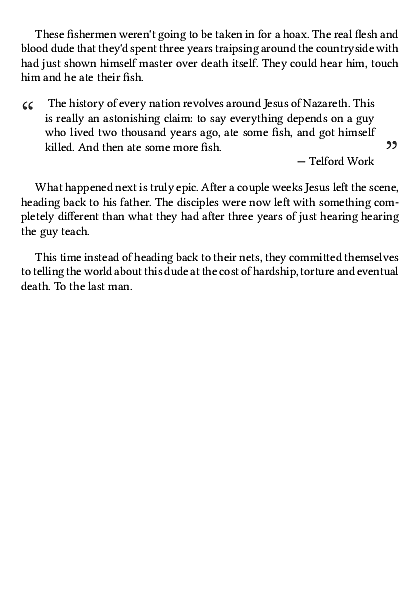 These fishermen weren't going to be taken in for a hoax. The real flesh and
blood dude that they'd spent three years traipsing around the countryside with
had just shown himself master over death itself. They could hear him, touch
him and he ate their fish.
“ The history of every nation revolves around Jesus of Nazareth. This
is really an astonishing claim: to say everything depends on a guy
who lived two thousand years ago, ate some fish, and got himself
killed. And then ate some more fish. ”
— Telford Work
What happened next is truly epic. After a couple weeks Jesus left the scene,
heading back to his father. The disciples were now left with something com-
pletely different than what they had after three years of just hearing hearing
the guy teach.
This time instead of heading back to their nets, they committed themselves
to telling the world about this dude at the cost of hardship, torture and eventual
death. To the last man.